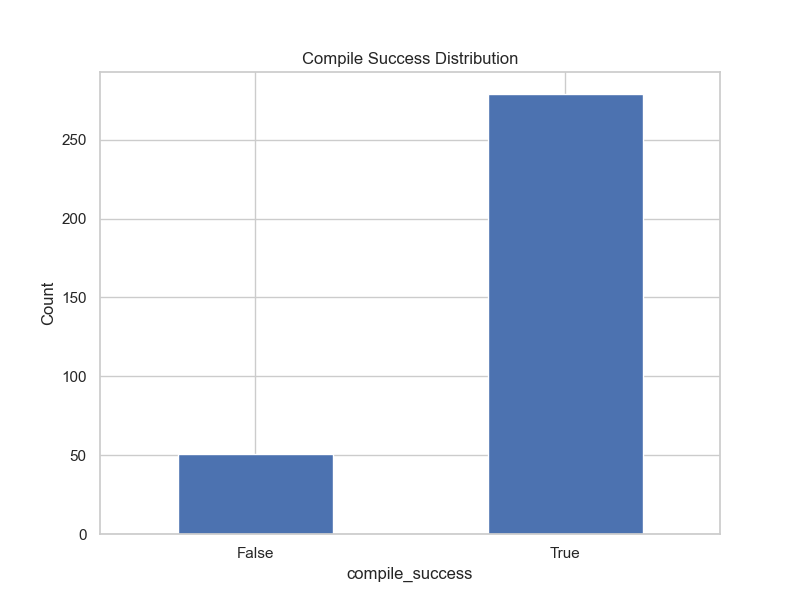 Compile Success Distribution
Count
250
200
150
100
50
0
False
True
compile_success